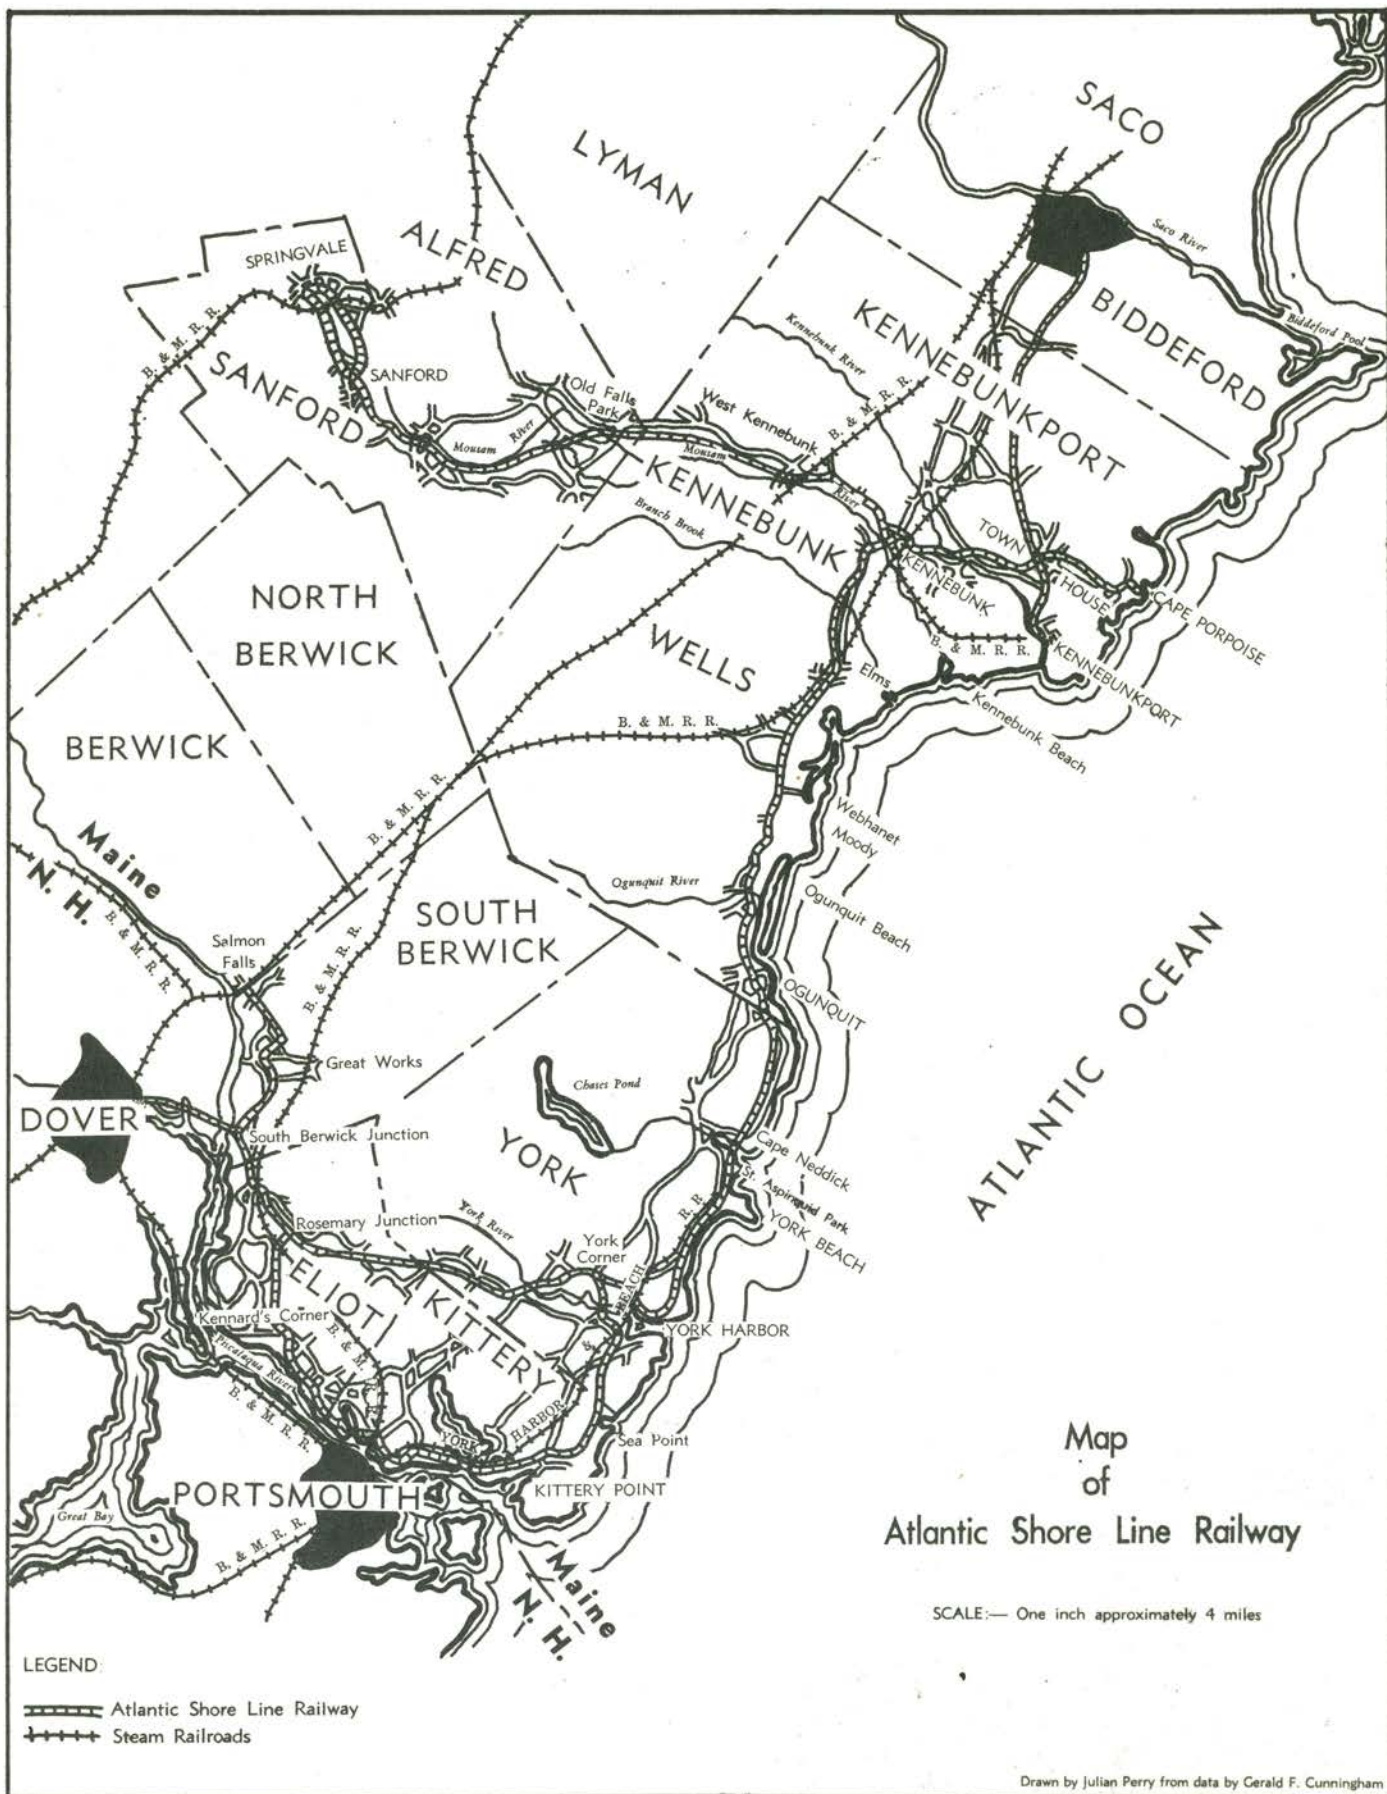 SACO
LYMAN
ALFRED
SPRINGVALE
Saco River
BIDDEFORD
Biddeford Pool
KENNEBUNKPORT
Kennebunk River
B. & M. R. R.
B. & M. R. R.
SANFORD
SANFORD
Old Falls
Park
West Kennebunk
Mousam
River
Mousam
River
KENNEBUNK
Branch Brook
TOWN
HOUSE
KENNEBUNK
CAPE PORPOISE
B. & M. R. R.
KENNEBUNKPORT
NORTH
BERWICK
WELLS
Elms
Kennebunk Beach
B. & M. R. R.
BERWICK
B. & M. R. R.
Webhanet
Moody
Maine
N. H.
B. & M. R. R.
Ogunquit River
Ogunquit Beach
SOUTH
BERWICK
Salmon
Falls
B. & M. R. R.
OGUNQUIT
ATLANTIC OCEAN
Great Works
Chases Pond
DOVER
South Berwick Junction
YORK
Cape Neddick
St. Aspinquid Park
YORK BEACH
R. R.
Rosemary Junction
York River
York
Corner
BEACH
ELIOT
KITTERY
Kennard's Corner
YORK HARBOR
B. & M. R. R.
Piscataqua River
B. & M. R. R.
YORK
HARBOR
&
Sea Point
KITTERY POINT
PORTSMOUTH
Great Bay
B. & M. R. R.
Maine
N. H.
Map
of
Atlantic Shore Line Railway
SCALE:— One inch approximately 4 miles
LEGEND:
Atlantic Shore Line Railway
Steam Railroads
Drawn by Julian Perry from data by Gerald F. Cunningham